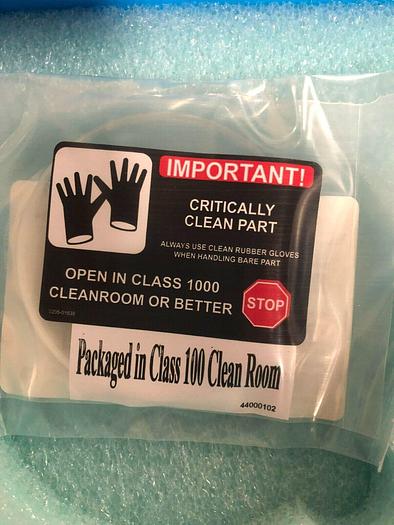 IMPORTANT!
CRITICALLY
CLEAN PART
ALWAYS USE CLEAN RUBBER GLOVES
WHEN HANDLING BARE PART
OPEN IN CLASS 1000
CLEANROOM OR BETTER
STOP
Packaged in Class 100 Clean Room
44000102